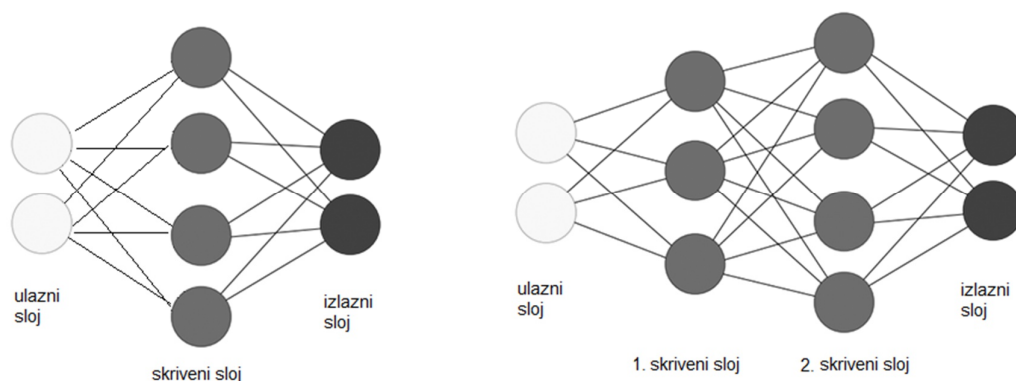 ulazni
sloj
skriveni sloj
izlazni
sloj
ulazni
sloj
1. skriveni sloj
2. skriveni sloj
izlazni
sloj